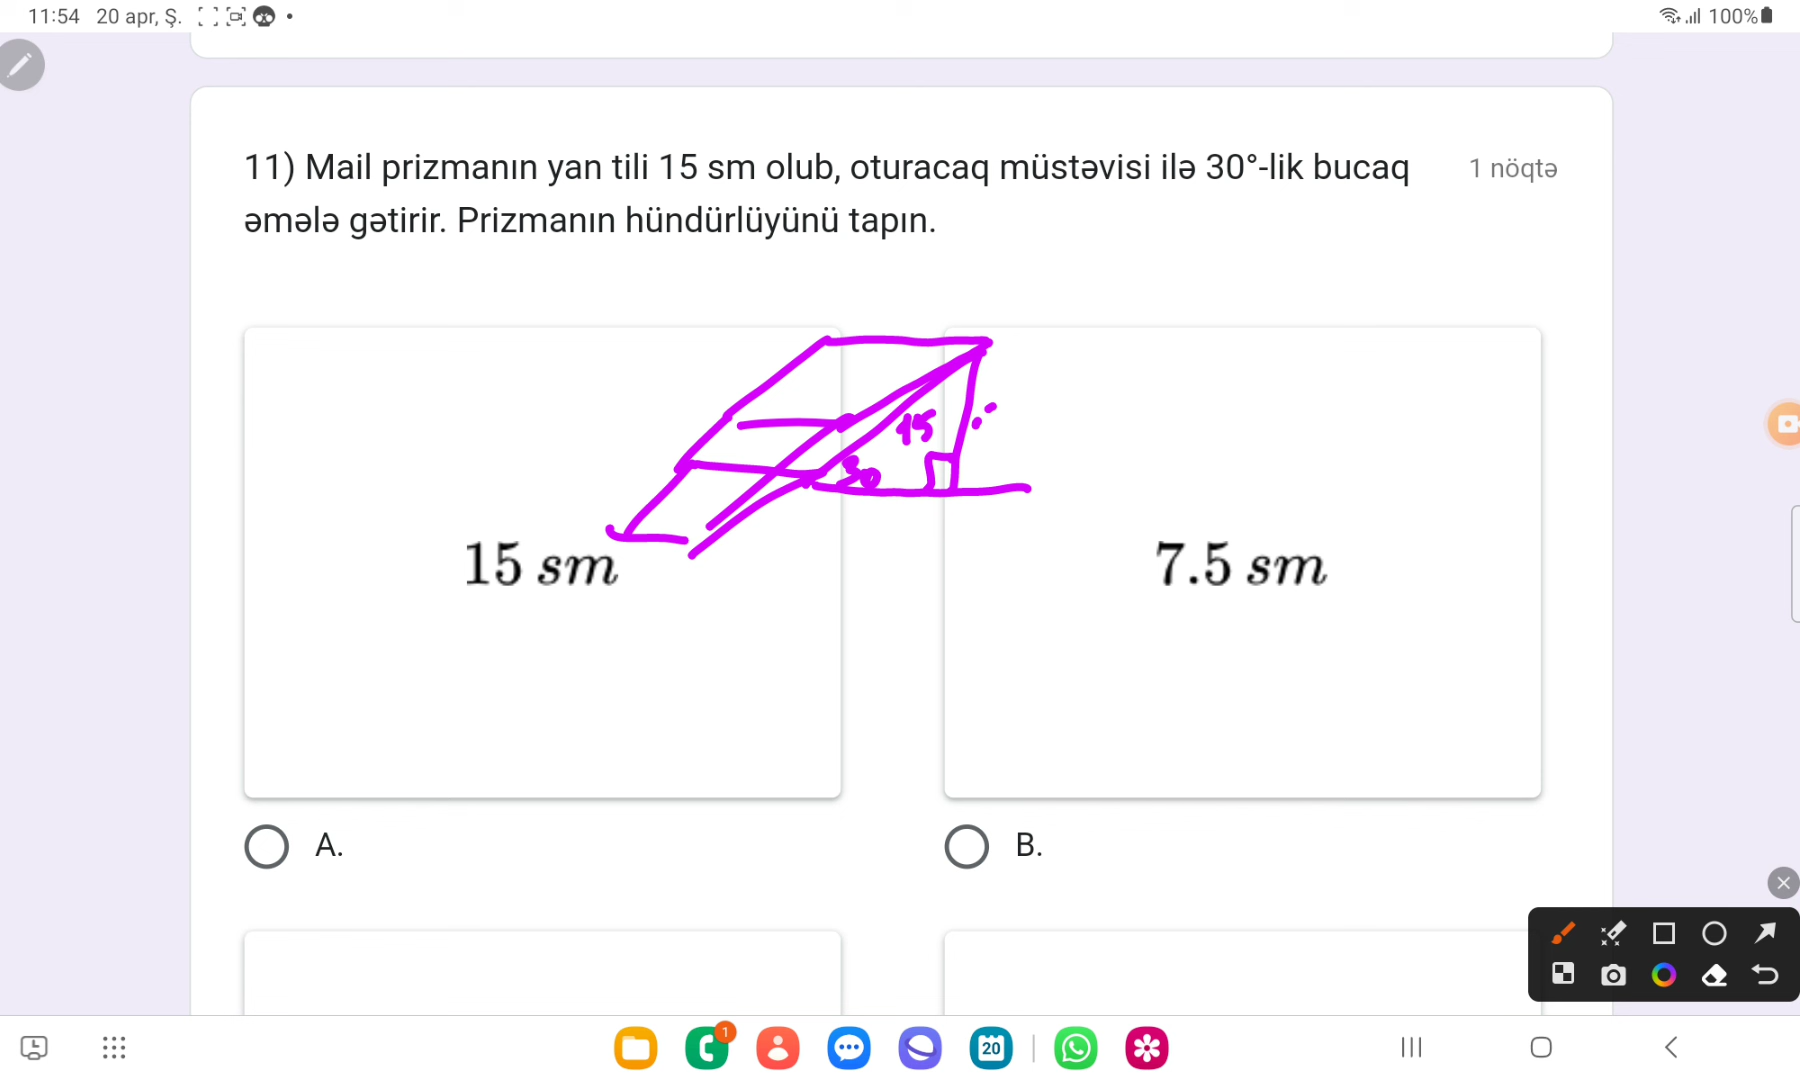 11:54 20 apr, Ş.
100%
11) Mail prizmanın yan tili 15 sm olub, oturacaq müstəvisi ilə 30°-lik bucaq
əmələ gətirir. Prizmanın hündürlüyünü tapın.
1 nöqtə
15
30
15 sm
7.5 sm
A.
B.
1
20